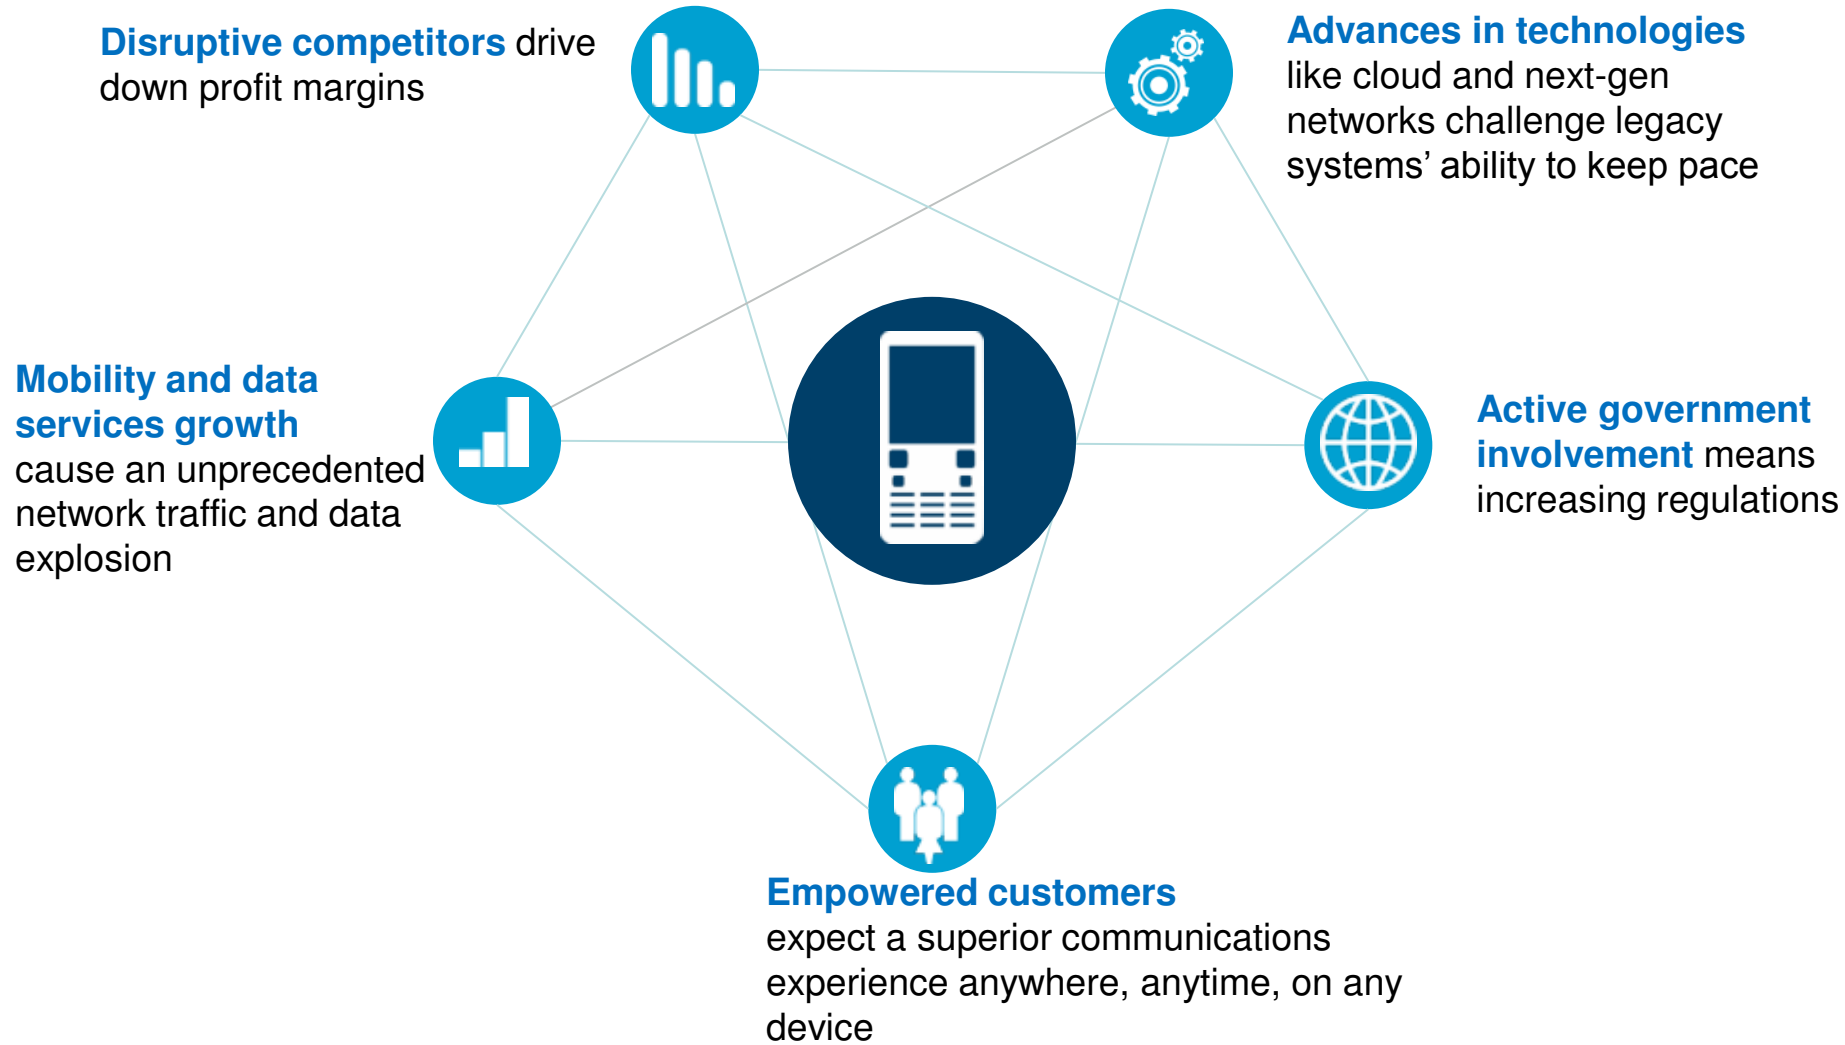 Disruptive competitors drive
down profit margins
Advances in technologies
like cloud and next-gen
networks challenge legacy
systems’ ability to keep pace
Mobility and data
services growth
cause an unprecedented
network traffic and data
explosion
Active government
involvement means
increasing regulations
Empowered customers
expect a superior communications
experience anywhere, anytime, on any
device